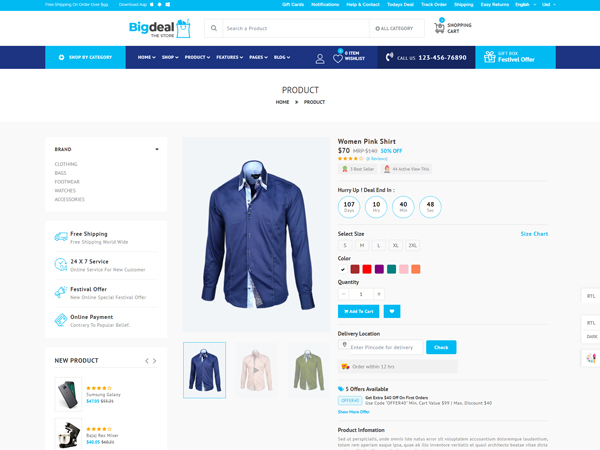 Free Shipping On Order Over $99 Download App
Gift Cards Notifications Help & Contact Todays Deal Track Order Shipping Easy Returns English Usd
Bigdeal
THE STORE
Search a Product
ALL CATEGORY
0
SHOPPING
CART
SHOP BY CATEGORY
HOME SHOP PRODUCT FEATURES PAGES BLOG
0 ITEM
WISHLIST
CALL US 123-456-76890
GIFT BOX
Festivel Offer
PRODUCT
HOME » PRODUCT
BRAND
CLOTHING
BAGS
FOOTWEAR
WATCHES
ACCESSORIES
Free Shipping
Free Shipping World Wide
24 X 7 Service
Online Service For New Customer
Festival Offer
New Online Special Festival Offer
Online Payment
Contrary To Popular Belief.
NEW PRODUCT
Sumsung Galaxy
$47.05 $55.21
Bajaj Rex Mixer
$40.05 $60.21
Women Pink Shirt
$70 MRP $140 50% OFF
(6 Reviews)
3 Best Seller
44 Active View This
Hurry Up ! Deal End In :
107
Days
10
Hrs
40
Min
48
Sec
Select Size
Size Chart
S M L XL 2XL
Color
Quantity
- 1 +
Add To Cart
Delivery Location
Enter Pincode for delivery
Check
Order within 12 hrs
5 Offers Available
OFFER40
Get Extra $40 Off On First Orders
Use Code "OFFER40" Min. Cart Value $99 | Max. Discount $40
Show More Offer
Product Infomation
Sed ut perspiciatis, unde omnis iste natus error sit voluptatem accusantium doloremque laudantium,
totam rem aperiam eaque ipsa, quae ab illo inventore veritatis et quasi architecto beatae vitae dicta
RTL
RTL
DARK